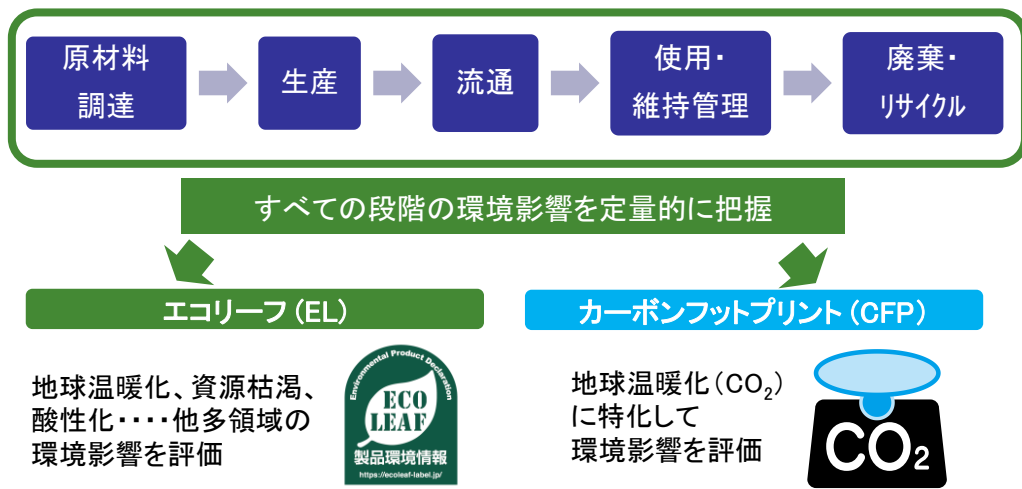 原材料
調達
生産
流通
使用・
維持管理
廃棄・
リサイクル
すべての段階の環境影響を定量的に把握
エコリーフ(EL)
地球温暖化、資源枯渇、
酸性化・・・・他多領域の
環境影響を評価
Environmental Product Declaration
ECO
LEAF
製品環境情報
https://ecoleaf-label.jp/
カーボンフットプリント(CFP)
地球温暖化(CO₂)
に特化して
環境影響を評価
CO₂